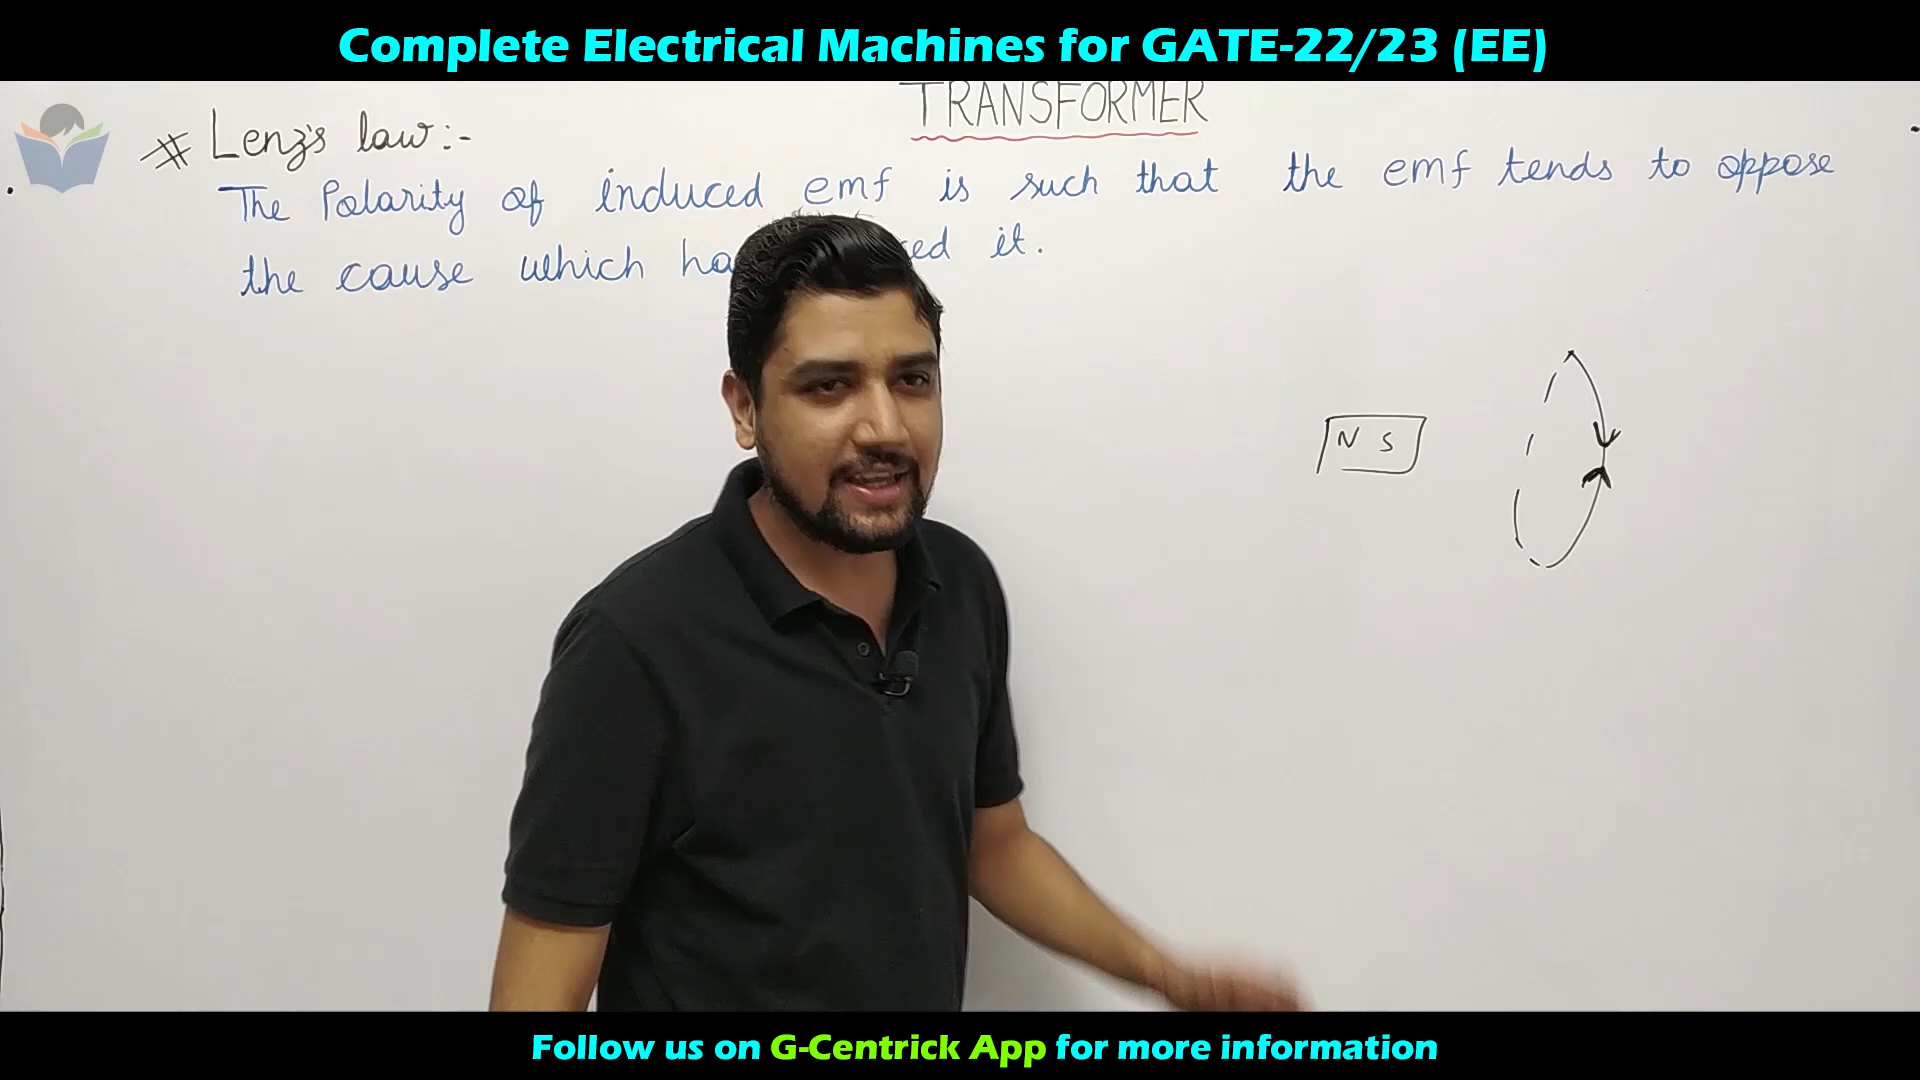 Complete Electrical Machines for GATE-22/23 (EE)
TRANSFORMER
# Lenz's law:-
The Polarity of induced emf is such that the emf tends to oppose
the cause which it.
N S
Follow us on G-Centrick App for more information